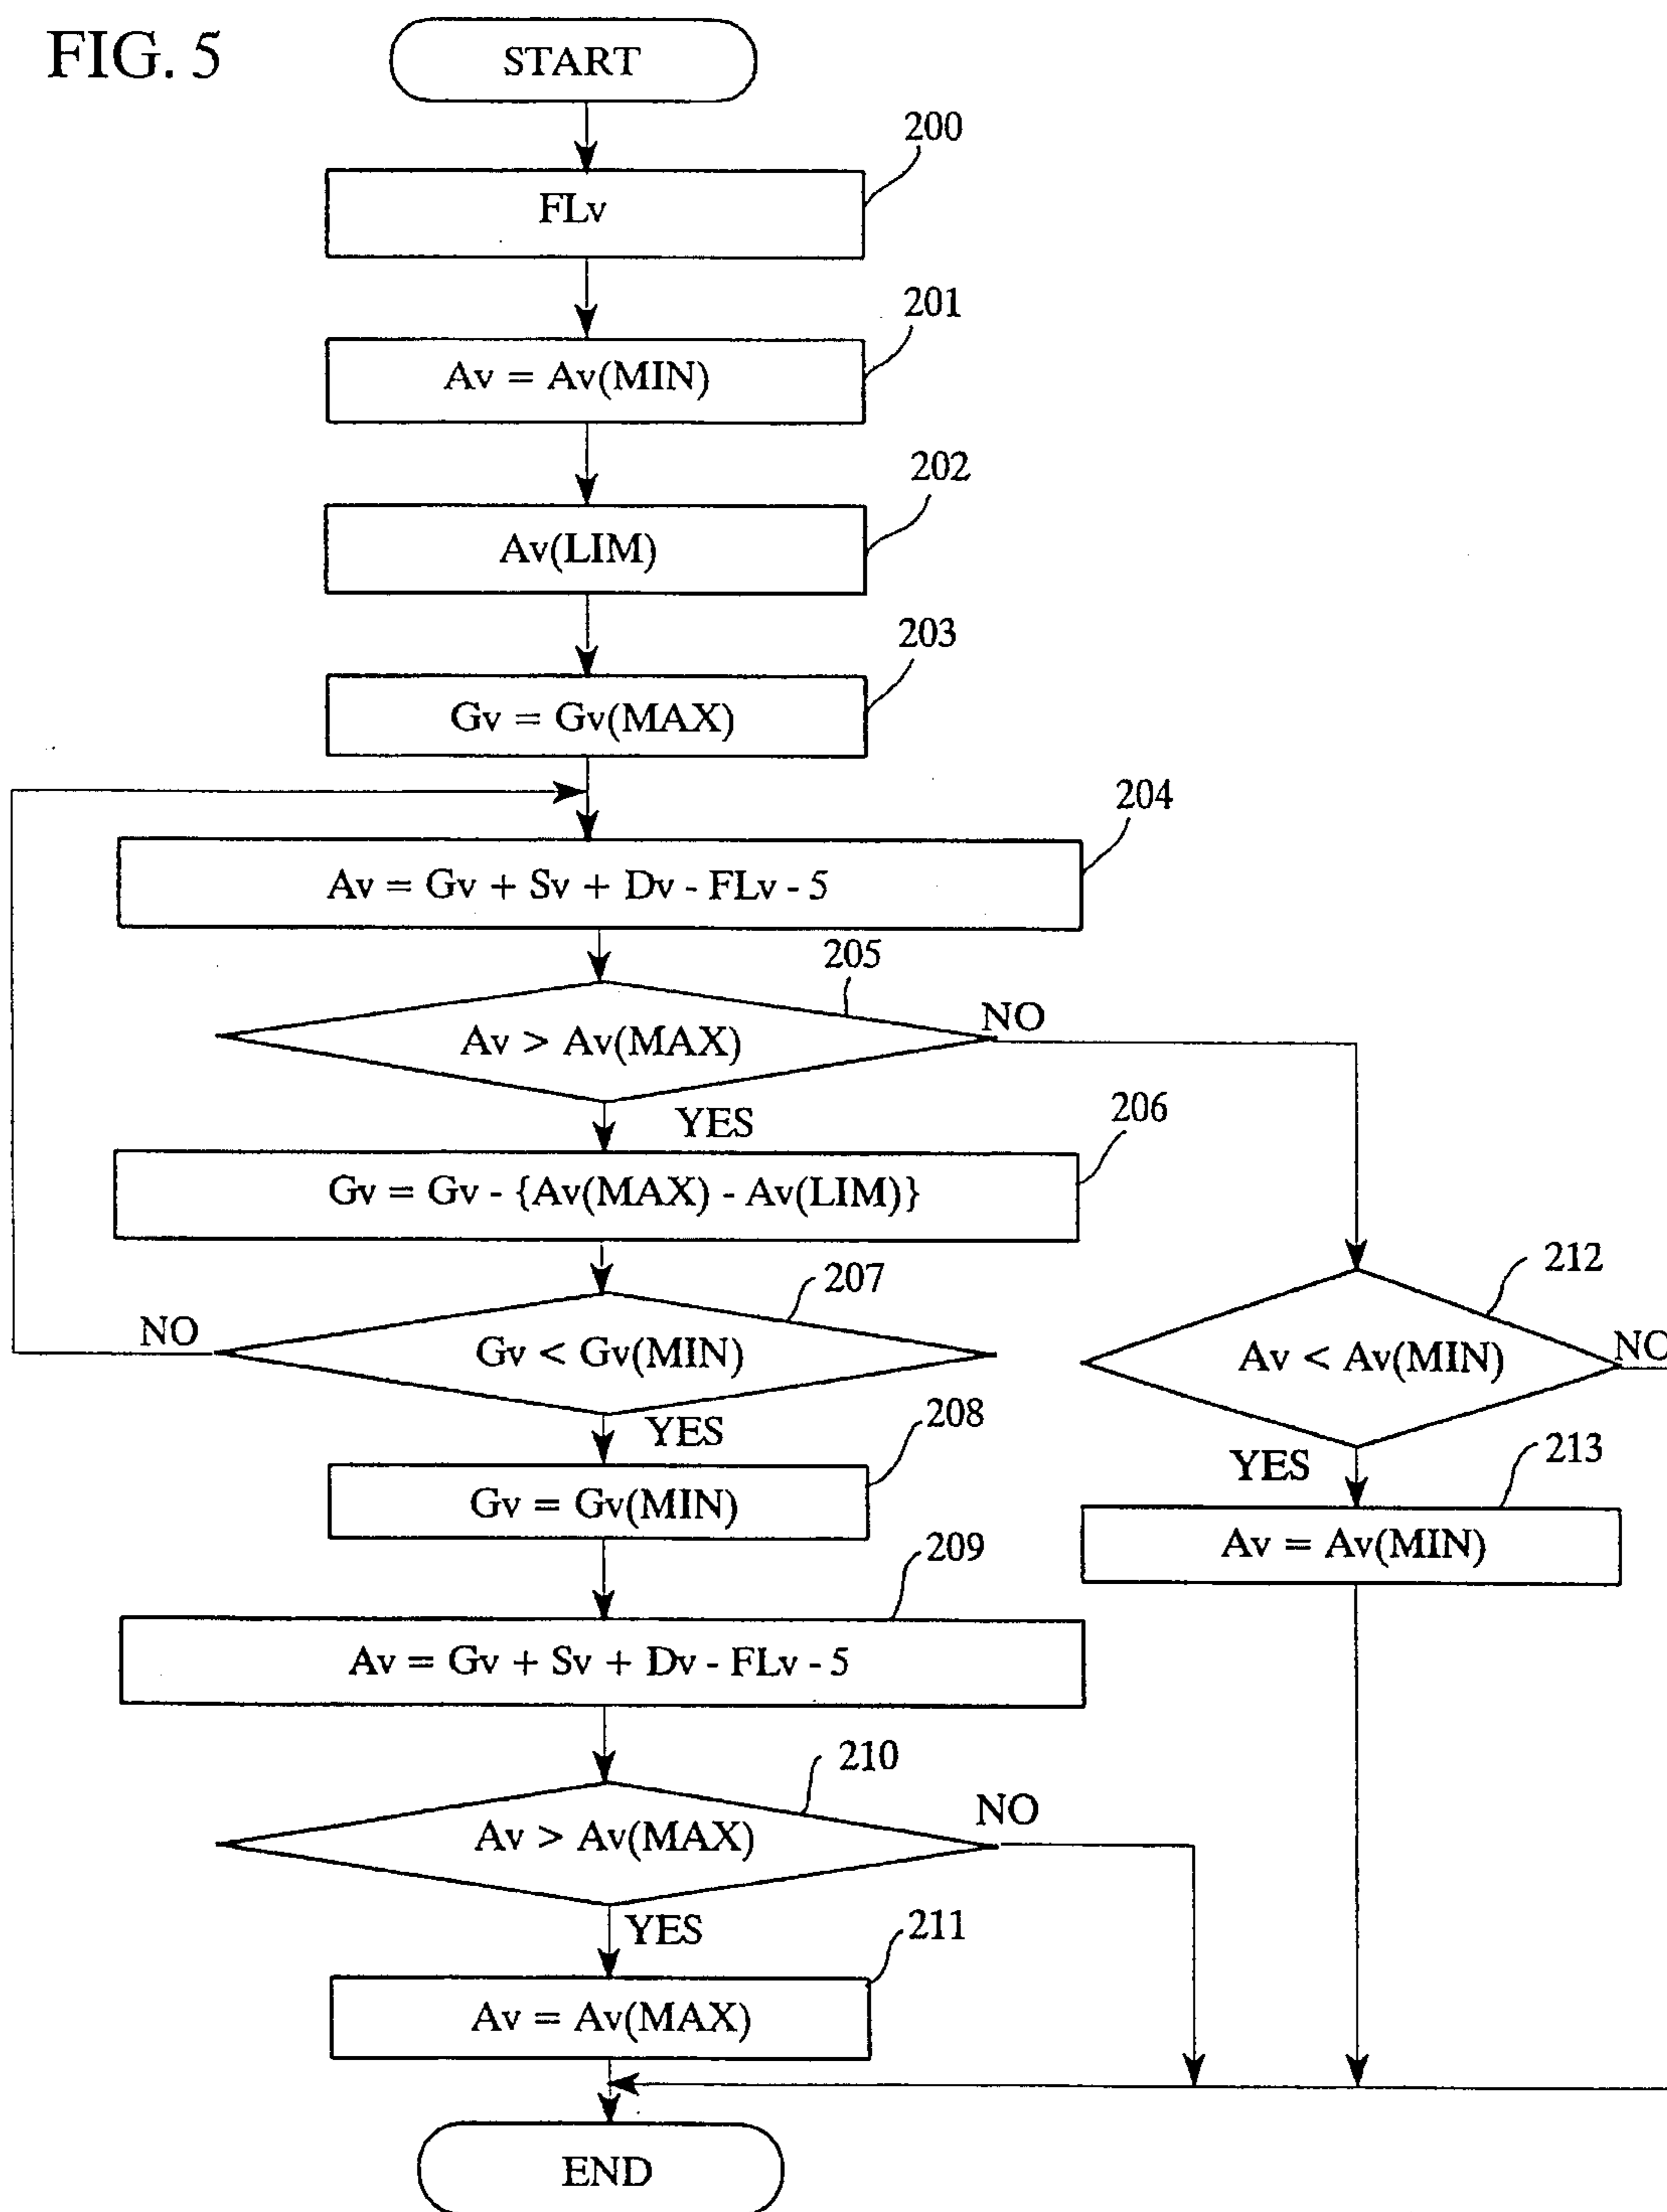 FIG. 5
START
200
FLv
201
Av = Av(MIN)
202
Av(LIM)
203
Gv = Gv(MAX)
204
Av = Gv + Sv + Dv - FLv - 5
205
Av > Av(MAX)
NO
YES
206
Gv = Gv - {Av(MAX) - Av(LIM)}
207
NO
Gv < Gv(MIN)
212
Av < Av(MIN)
NO
YES
208
Gv = Gv(MIN)
YES
213
Av = Av(MIN)
209
Av = Gv + Sv + Dv - FLv - 5
210
Av > Av(MAX)
NO
YES
211
Av = Av(MAX)
END